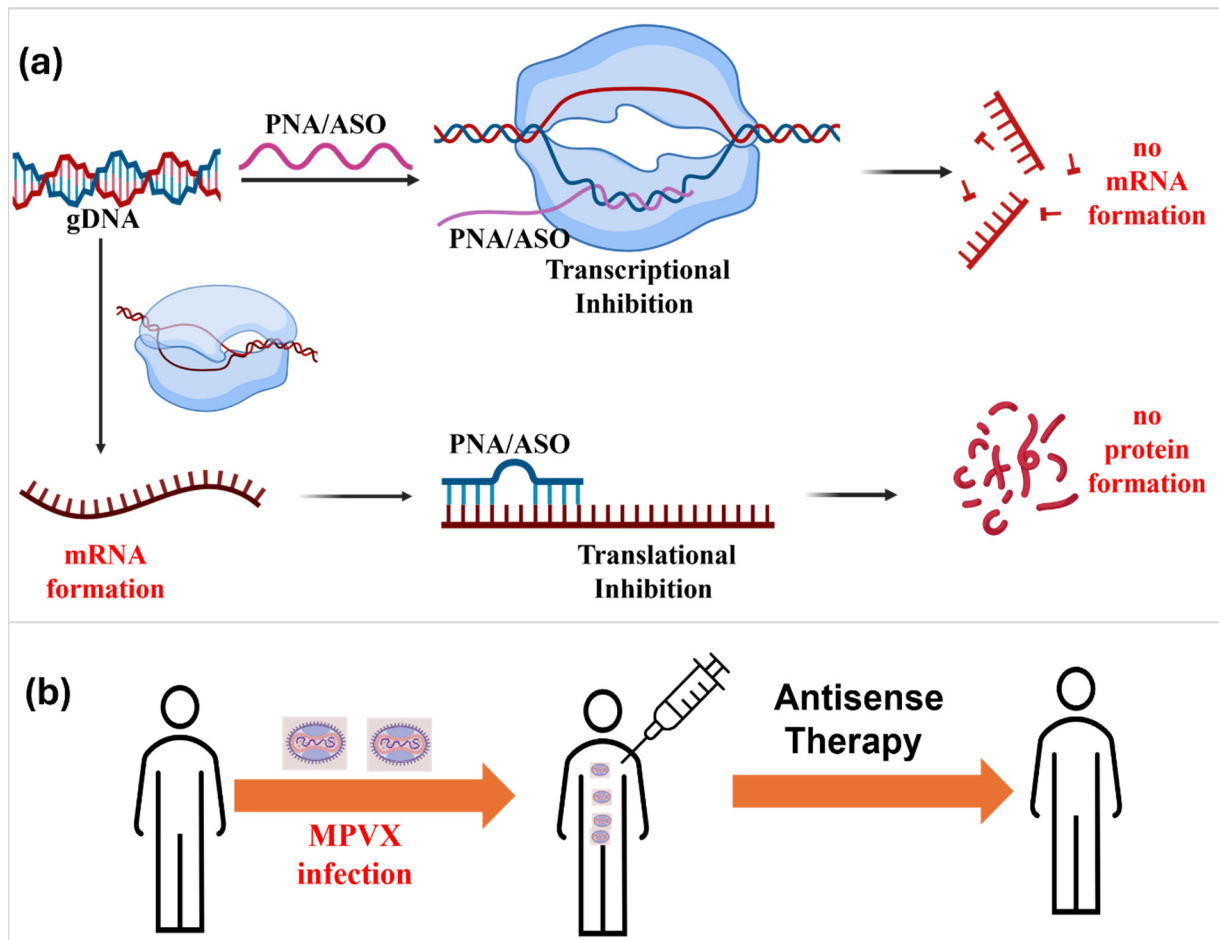 (a)
PNA/ASO
gDNA
PNA/ASO
Transcriptional
Inhibition
no
mRNA
formation
mRNA
formation
PNA/ASO
Translational
Inhibition
no
protein
formation
(b)
MPVX
infection
Antisense
Therapy